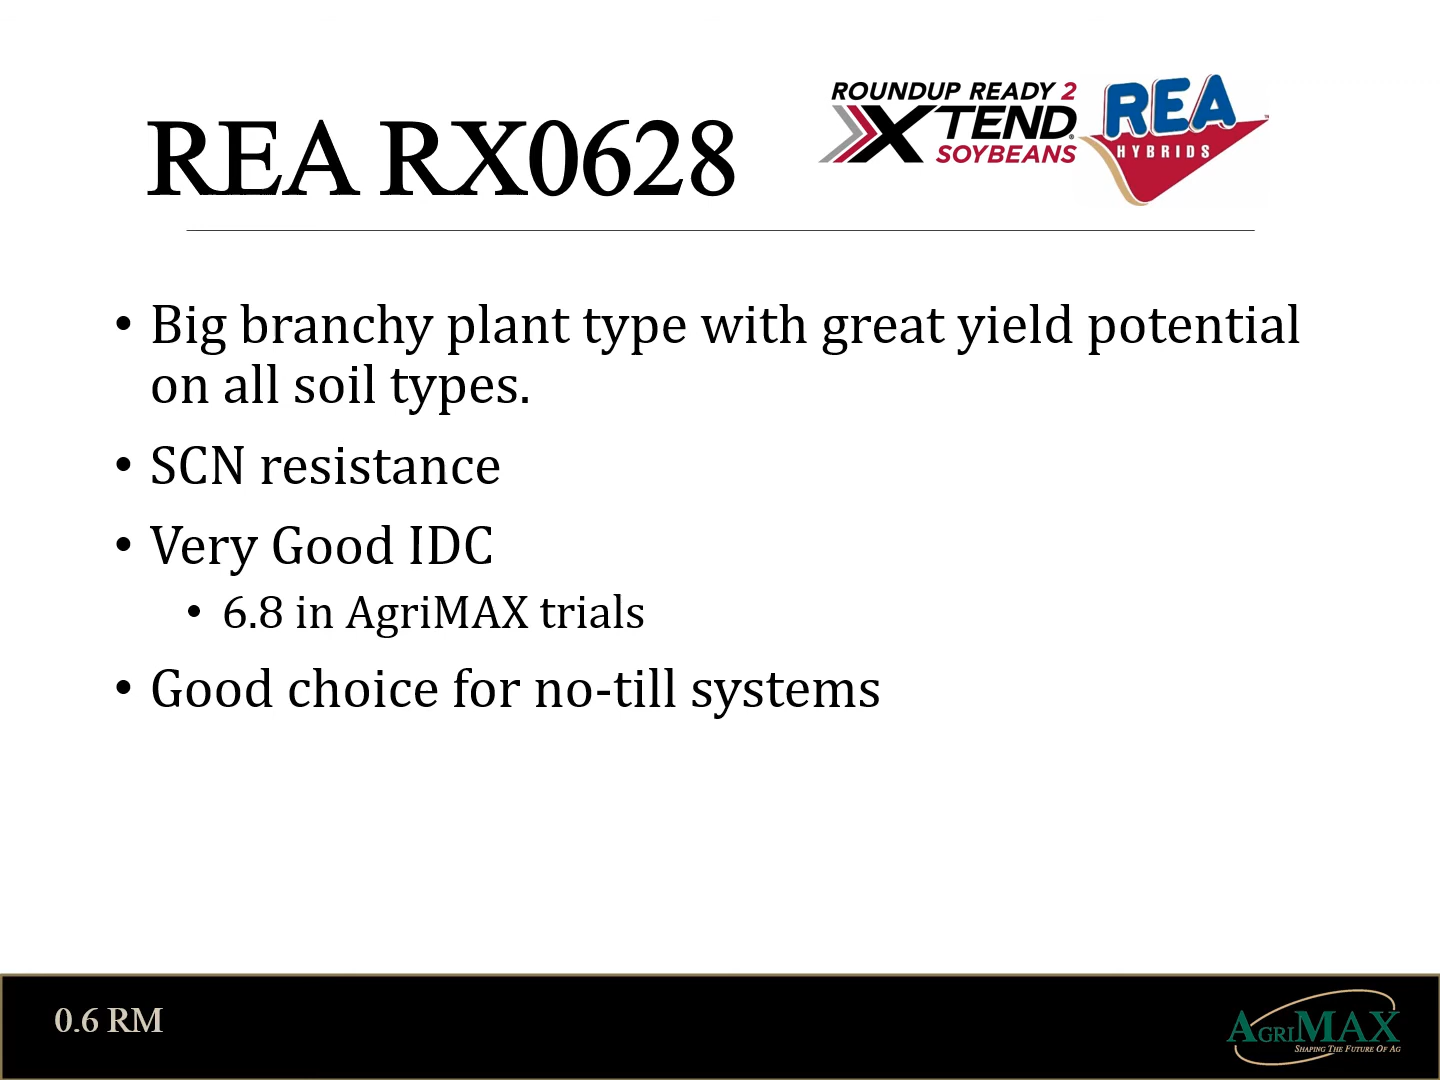 REA RX0628
ROUNDUP READY 2
XTEND®
SOYBEANS
REA™
HYBRIDS
• Big branchy plant type with great yield potential
on all soil types.
• SCN resistance
• Very Good IDC
• 6.8 in AgriMAX trials
• Good choice for no-till systems
0.6 RM
AGRIMAX
SHAPING THE FUTURE OF AG